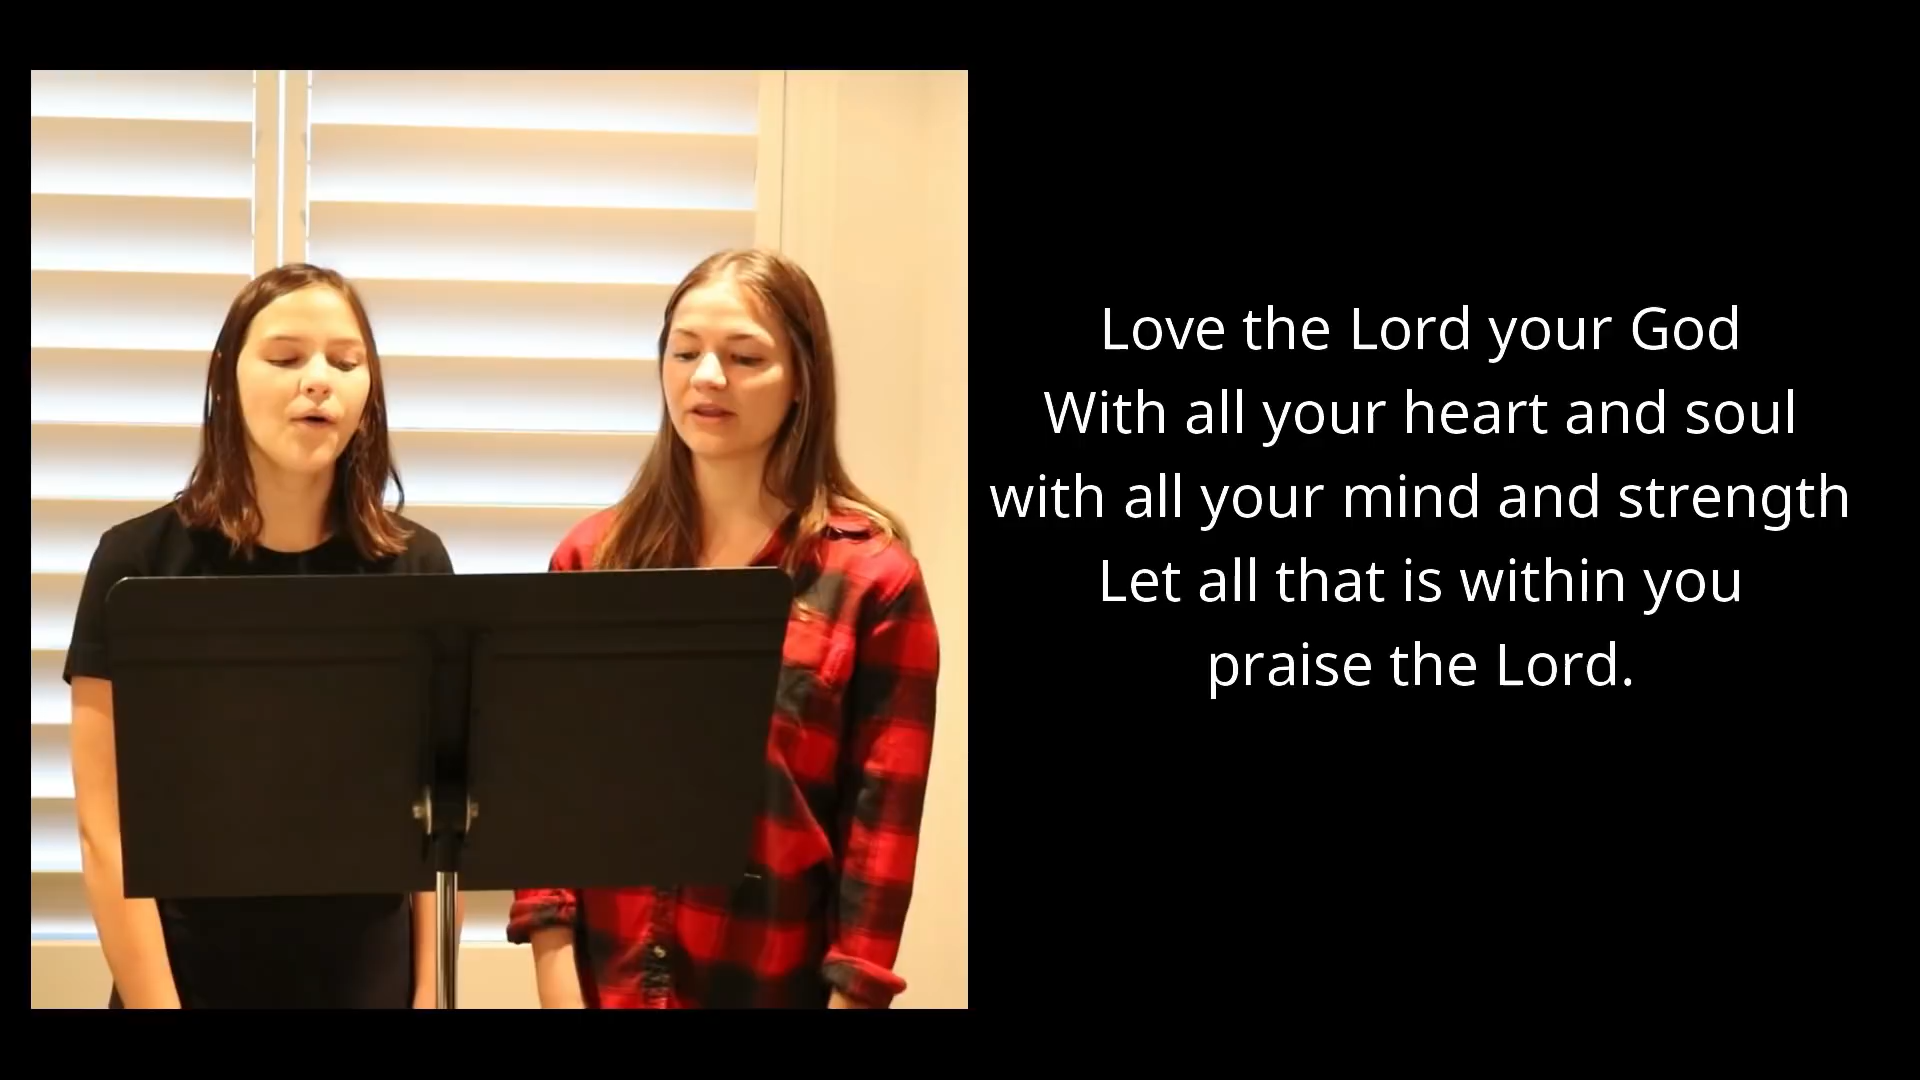 Love the Lord your God
With all your heart and soul
with all your mind and strength
Let all that is within you
praise the Lord.